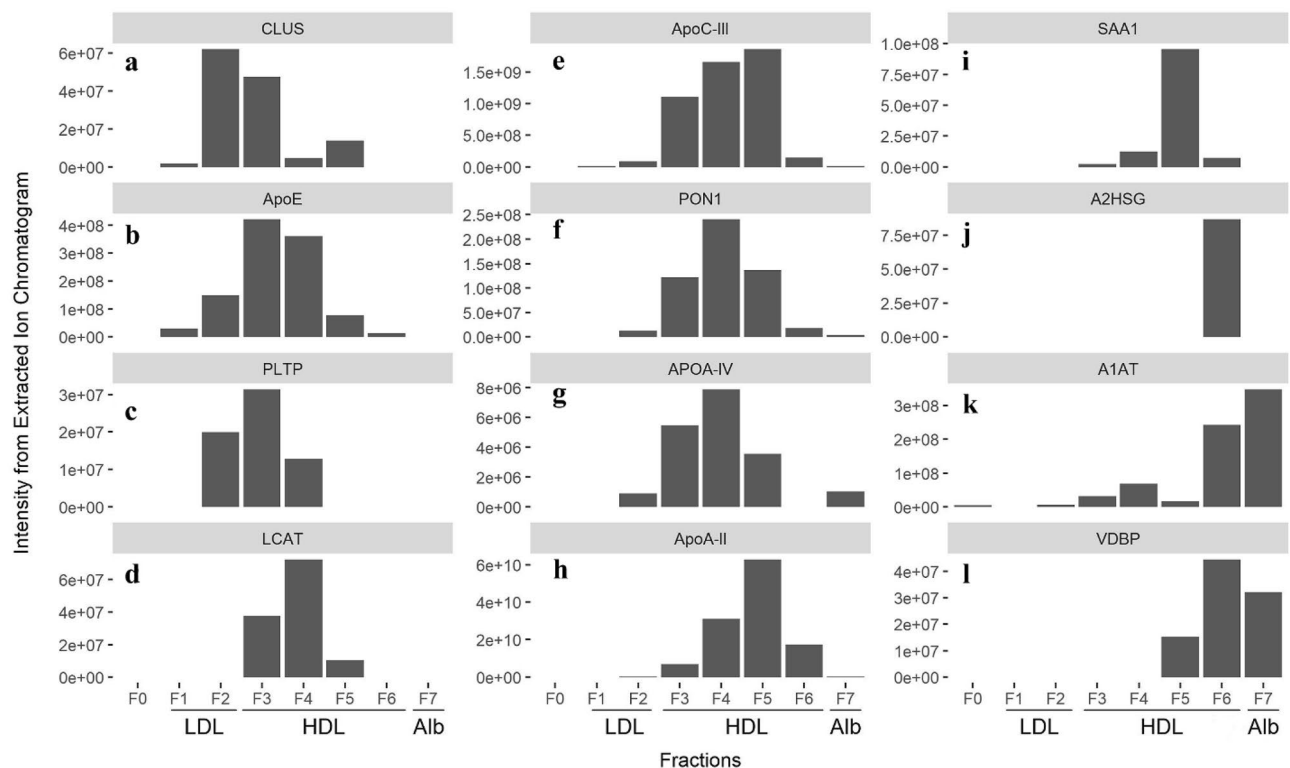 Intensity from Extracted Ion Chromatogram
CLUS
a
6e+07
4e+07
2e+07
0e+00
ApoE
b
4e+08
3e+08
2e+08
1e+08
0e+00
PLTP
c
3e+07
2e+07
1e+07
0e+00
LCAT
d
6e+07
4e+07
2e+07
0e+00
F0 F1 F2 F3 F4 F5 F6 F7
LDL HDL Alb
ApoC-III
e
1.5e+09
1.0e+09
5.0e+08
0.0e+00
PON1
f
2.5e+08
2.0e+08
1.5e+08
1.0e+08
5.0e+07
0.0e+00
APOA-IV
g
8e+06
6e+06
4e+06
2e+06
0e+00
ApoA-II
h
6e+10
4e+10
2e+10
0e+00
F0 F1 F2 F3 F4 F5 F6 F7
LDL HDL Alb
SAA1
i
1.0e+08
7.5e+07
5.0e+07
2.5e+07
0.0e+00
A2HSG
j
7.5e+07
5.0e+07
2.5e+07
0.0e+00
A1AT
k
3e+08
2e+08
1e+08
0e+00
VDBP
l
4e+07
3e+07
2e+07
1e+07
0e+00
F0 F1 F2 F3 F4 F5 F6 F7
LDL HDL Alb
Fractions